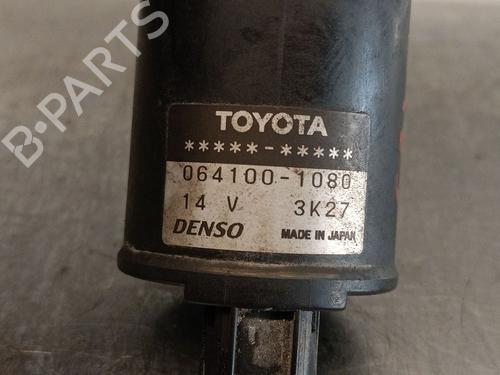 B-PARTS
TOYOTA
*****-*****
064100-1080
14 V 3K27
DENSO MADE IN JAPAN